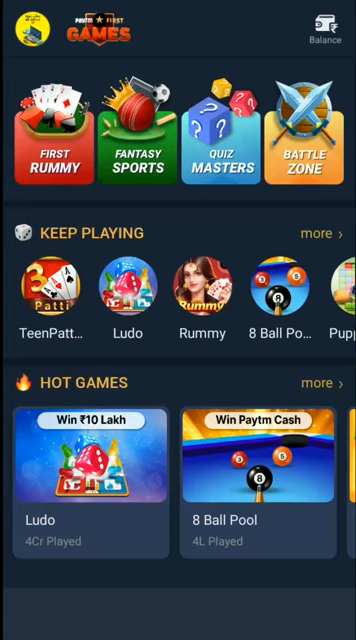 PAYTM FIRST
GAMES
Balance
FIRST
RUMMY
FANTASY
SPORTS
QUIZ
MASTERS
BATTLE
ZONE
KEEP PLAYING
more >
3
Patti
Rummy
TeenPatt...
Ludo
Rummy
8 Ball Po...
Pupp
HOT GAMES
more >
Win ₹10 Lakh
Win Paytm Cash
Ludo
8 Ball Pool
4Cr Played
4L Played